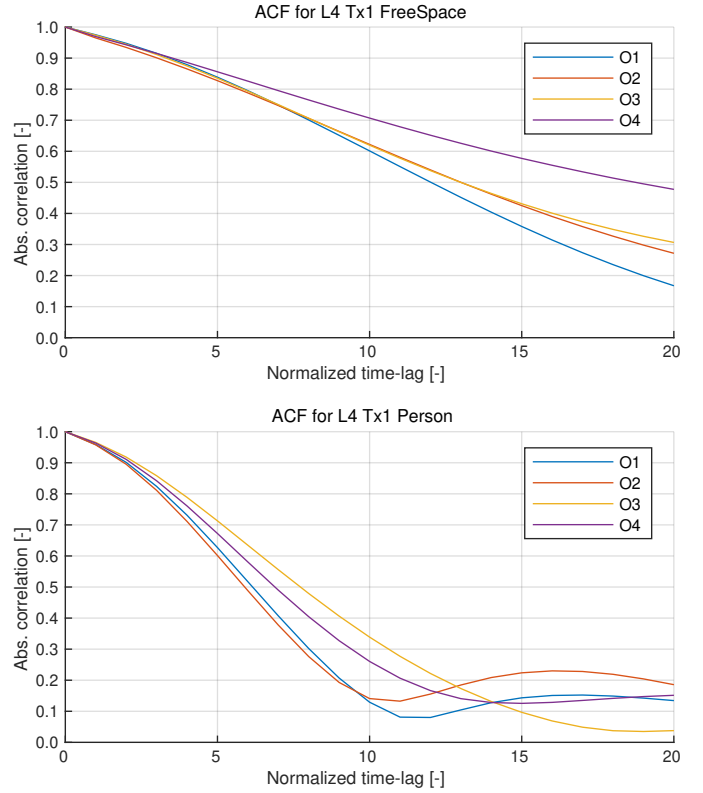 ACF for L4 Tx1 FreeSpace
1.0
0.9
0.8
0.7
0.6
0.5
0.4
0.3
0.2
0.1
0.0
Abs. correlation [-]
O1
O2
O3
O4
0 5 10 15 20
Normalized time-lag [-]
ACF for L4 Tx1 Person
1.0
0.9
0.8
0.7
0.6
0.5
0.4
0.3
0.2
0.1
0.0
Abs. correlation [-]
O1
O2
O3
O4
0 5 10 15 20
Normalized time-lag [-]